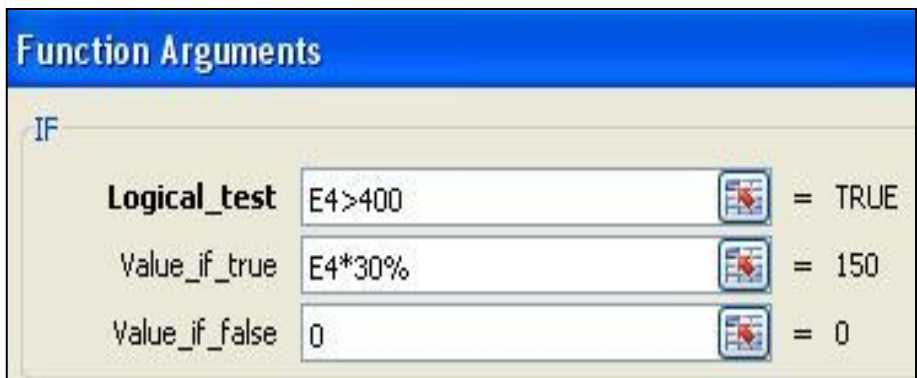 Function Arguments
IF
Logical_test E4>400 = TRUE
Value_if_true E4*30% = 150
Value_if_false 0 = 0